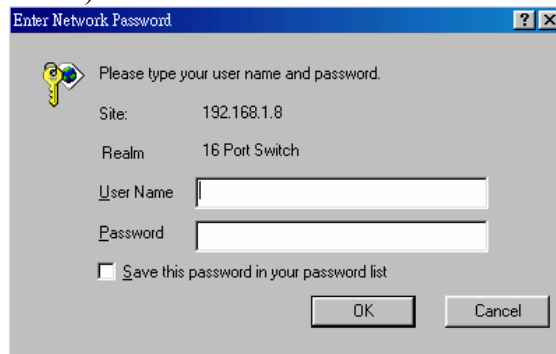 Enter Network Password
Please type your user name and password.
Site: 192.168.1.8
Realm 16 Port Switch
User Name
Password
Save this password in your password list
OK Cancel